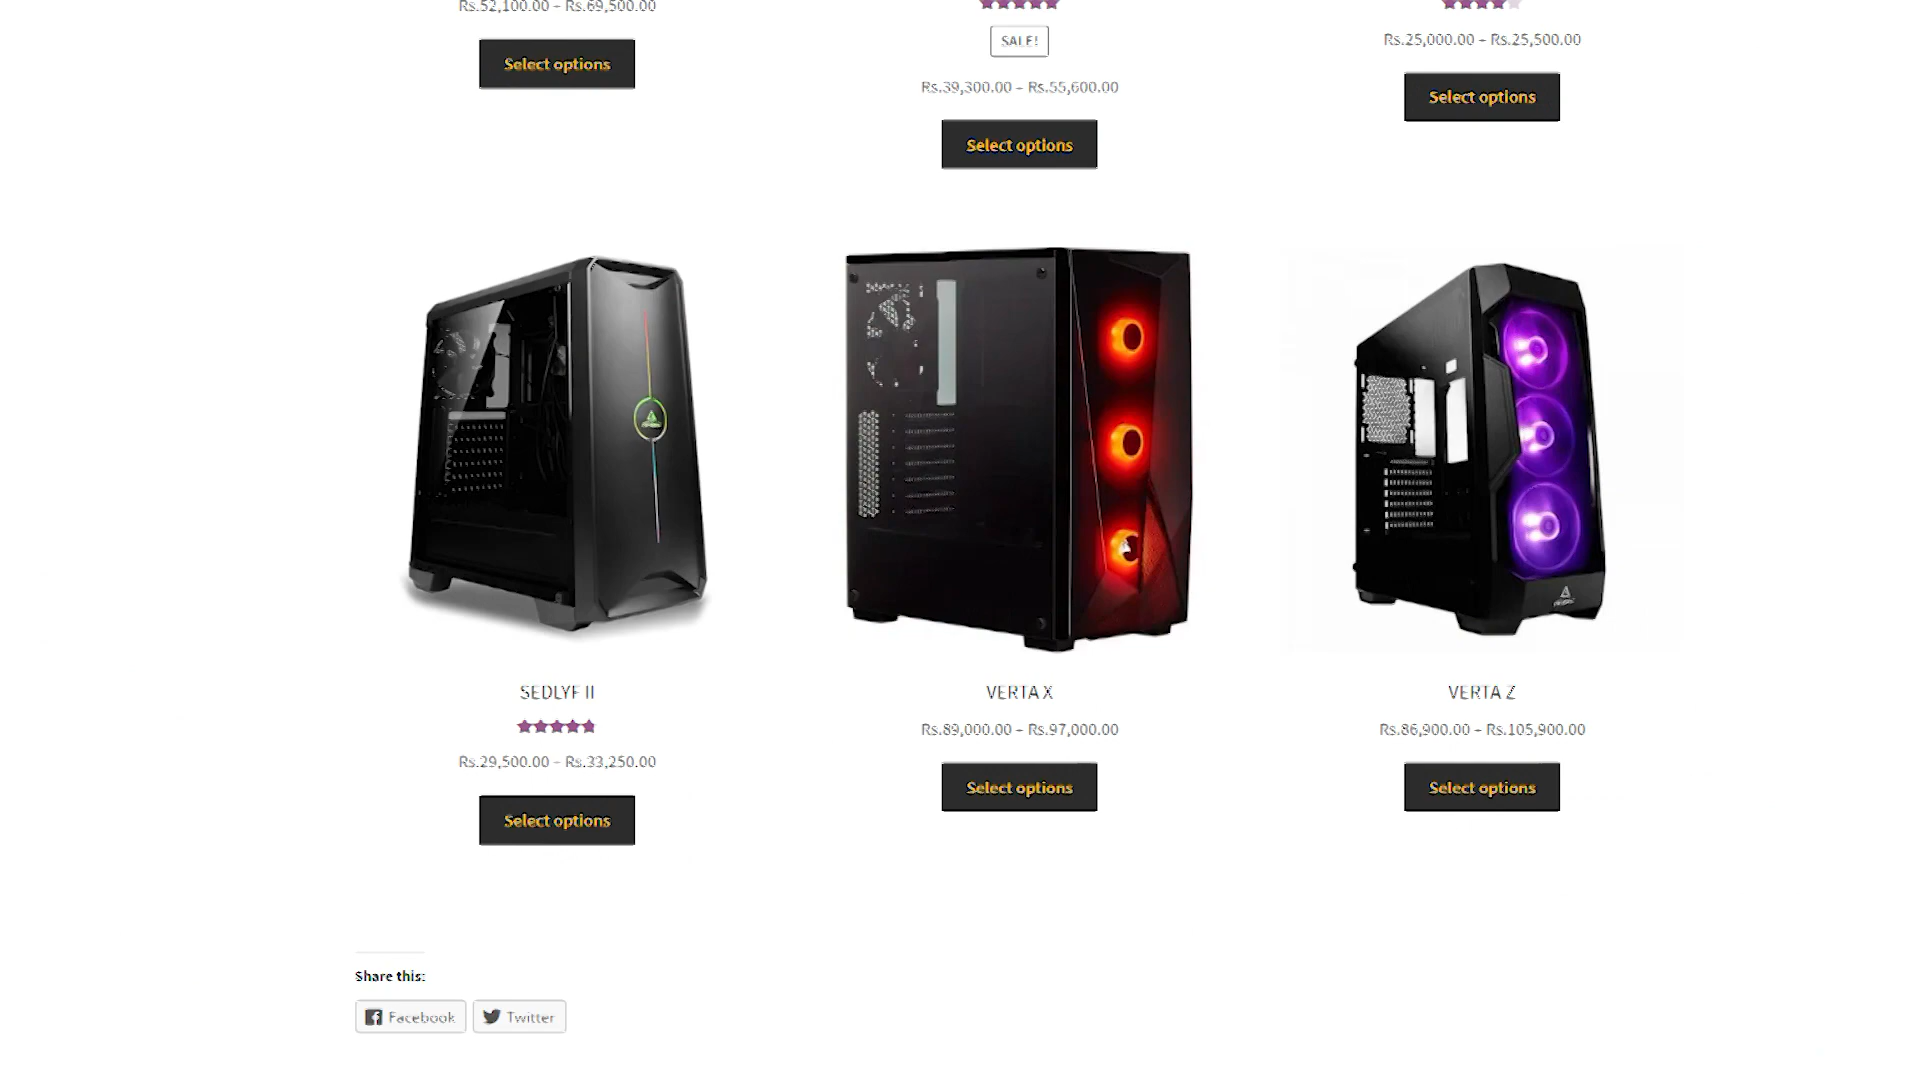 Rs.52,100.00 – Rs.69,500.00
Select options
SALE!
Rs.39,300.00 – Rs.55,600.00
Select options
Rs.25,000.00 – Rs.25,500.00
Select options
SEDLYF II
Rs.29,500.00 – Rs.33,250.00
Select options
VERTA X
Rs.89,000.00 – Rs.97,000.00
Select options
VERTA Z
Rs.86,900.00 – Rs.105,900.00
Select options
Share this:
Facebook
Twitter